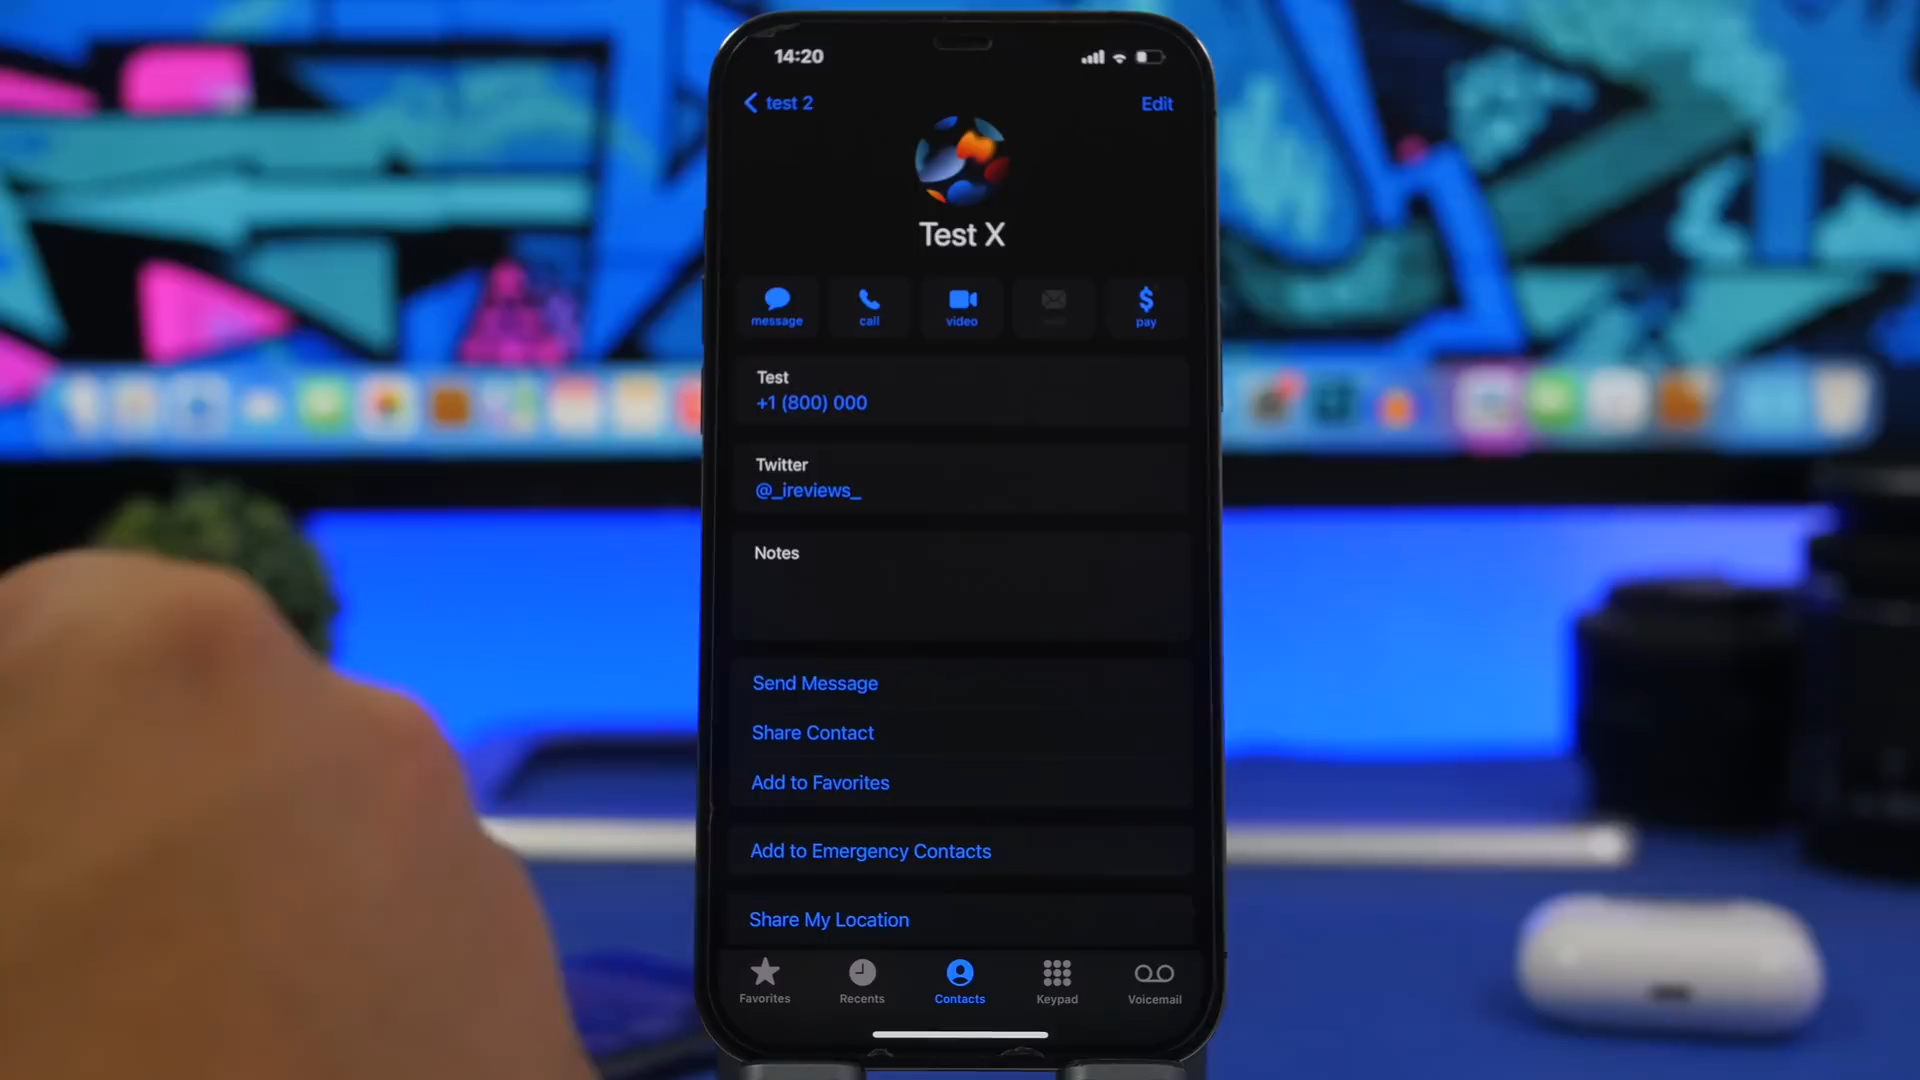 14:20
test 2
Edit
Test X
message
call
video
pay
Test
+1 (800) 000
Twitter
@_ireviews_
Notes
Send Message
Share Contact
Add to Favorites
Add to Emergency Contacts
Share My Location
Favorites
Recents
Contacts
Keypad
Voicemail